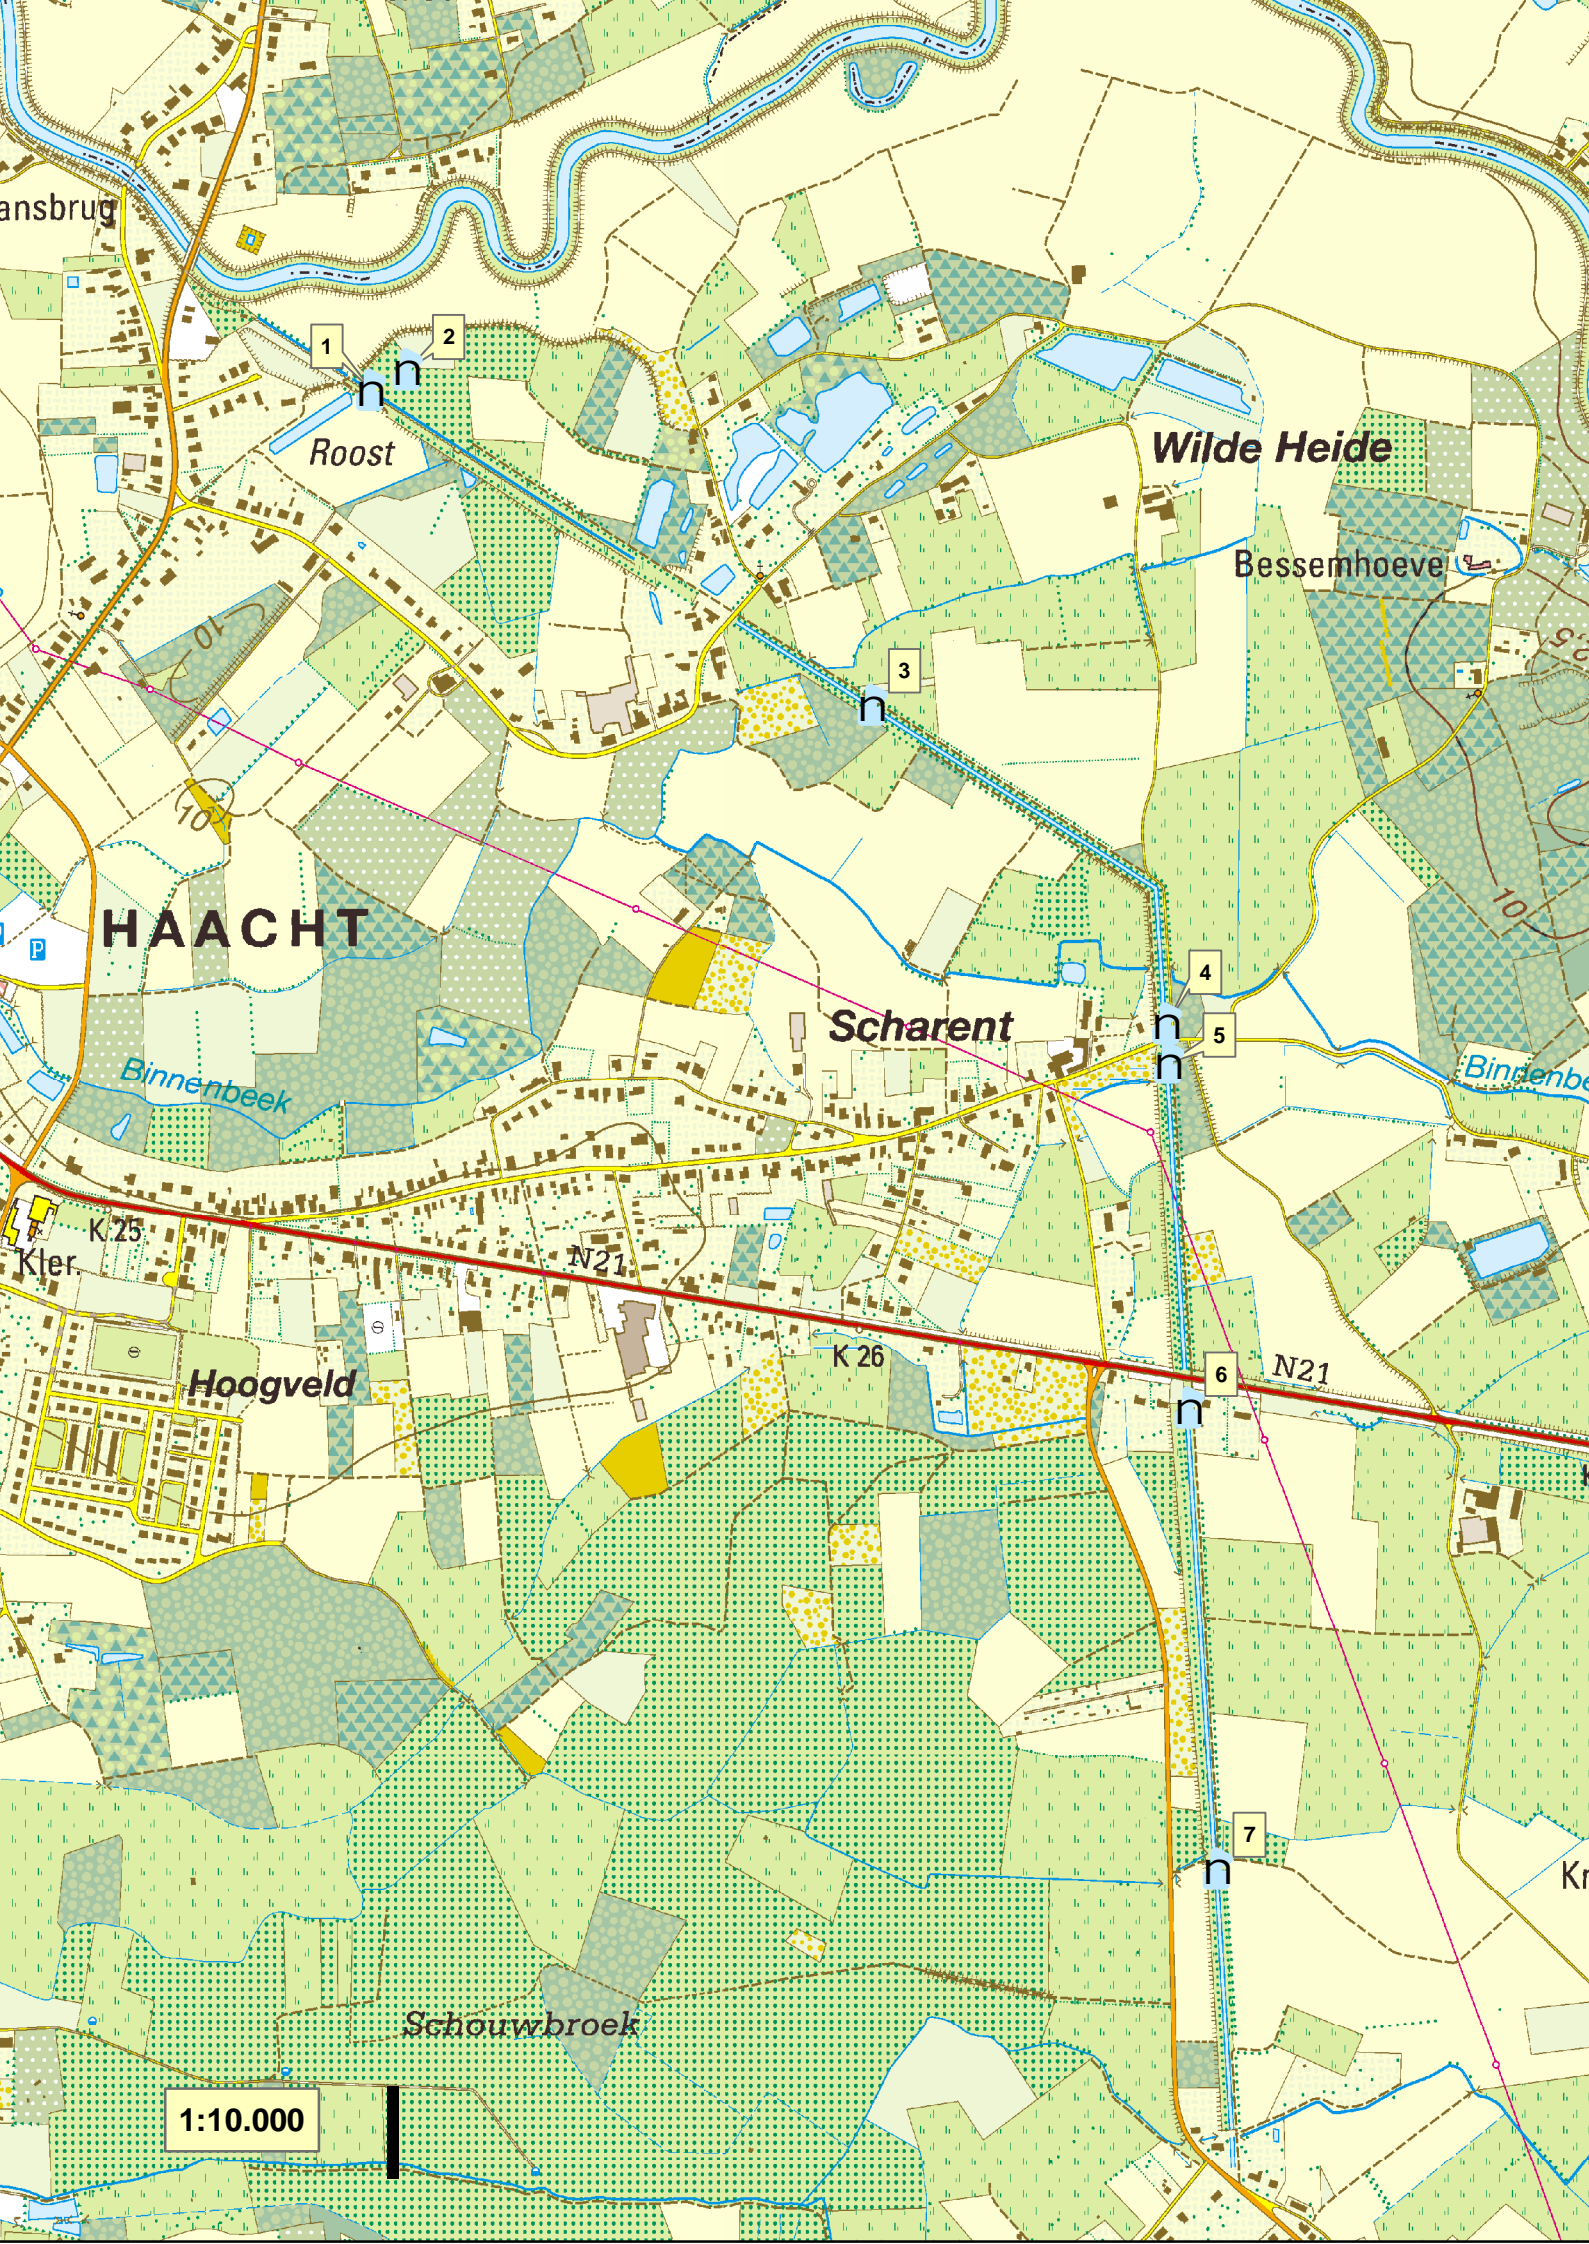 ansbrug
1
2
n
n
Roost
Wilde Heide
Bessemhoeve
10
3
n
10
10
HAACHT
P
4
n
Scharent
5
n
Binnenbeek
Binnenbe
K.25
Kler.
N21
K 26
6
N21
n
Hoogveld
7
n
Kr
Schouwbroek
1:10.000